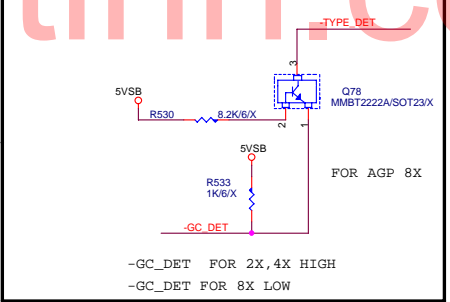 -TYPE_DET
3
Q78
MMBT2222A/SOT23/X
5VSB
R530
8.2K/6/X
2
1
5VSB
FOR AGP 8X
R533
1K/6/X
-GC_DET
-GC_DET FOR 2X,4X HIGH
-GC_DET FOR 8X LOW